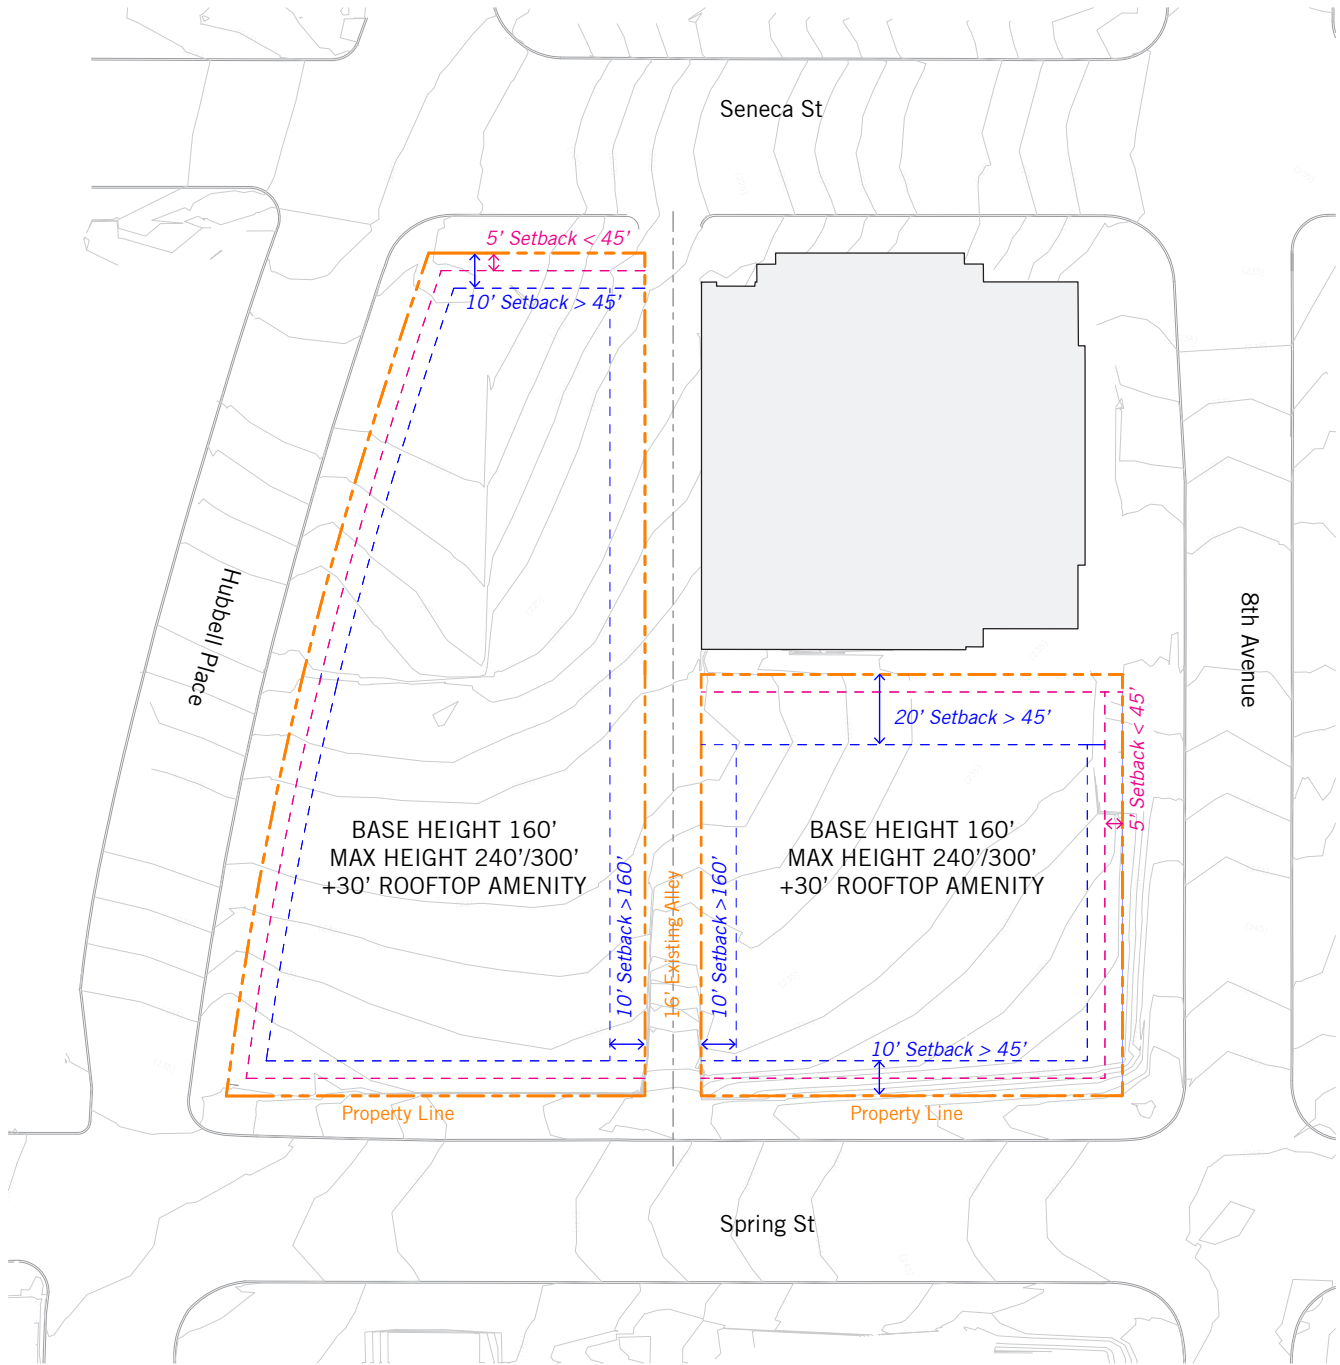 Seneca St
5' Setback < 45'
10' Setback > 45'
Hubbell Place
8th Avenue
20' Setback > 45'
5' Setback < 45'
BASE HEIGHT 160'
MAX HEIGHT 240'/300'
+30' ROOFTOP AMENITY
BASE HEIGHT 160'
MAX HEIGHT 240'/300'
+30' ROOFTOP AMENITY
10' Setback >160'
16' Existing Alley
10' Setback >160'
10' Setback > 45'
Property Line
Property Line
Spring St